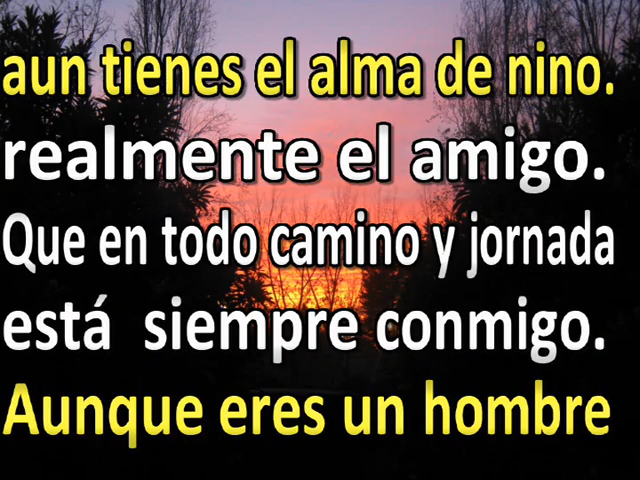 aun tienes el alma de nino.
realmente el amigo.
Que en todo camino y jornada
está siempre conmigo.
Aunque eres un hombre